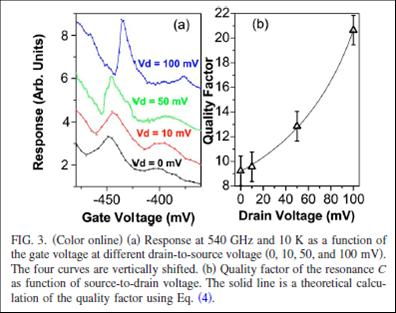 (a)
Response (Arb. Units)
8
6
4
2
Vd = 100 mV
Vd = 50 mV
Vd = 10 mV
Vd = 0 mV
-450
-400
Gate Voltage (mV)
(b)
Quality Factor
22
20
18
16
14
12
10
8
0
20
40
60
80
100
Drain Voltage (mV)
FIG. 3. (Color online) (a) Response at 540 GHz and 10 K as a function of
the gate voltage at different drain-to-source voltage (0, 10, 50, and 100 mV).
The four curves are vertically shifted. (b) Quality factor of the resonance C
as function of source-to-drain voltage. The solid line is a theoretical calcu-
lation of the quality factor using Eq. (4).